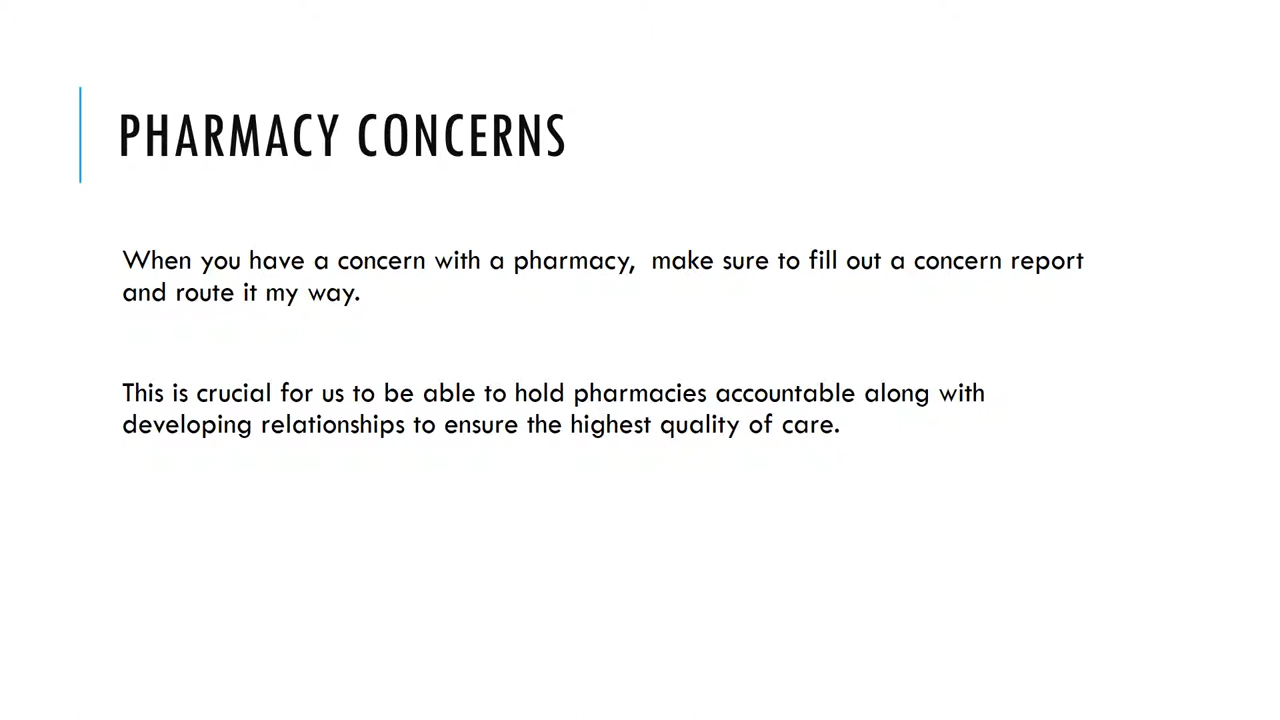 PHARMACY CONCERNS
When you have a concern with a pharmacy,  make sure to fill out a concern report
and route it my way.
This is crucial for us to be able to hold pharmacies accountable along with
developing relationships to ensure the highest quality of care.